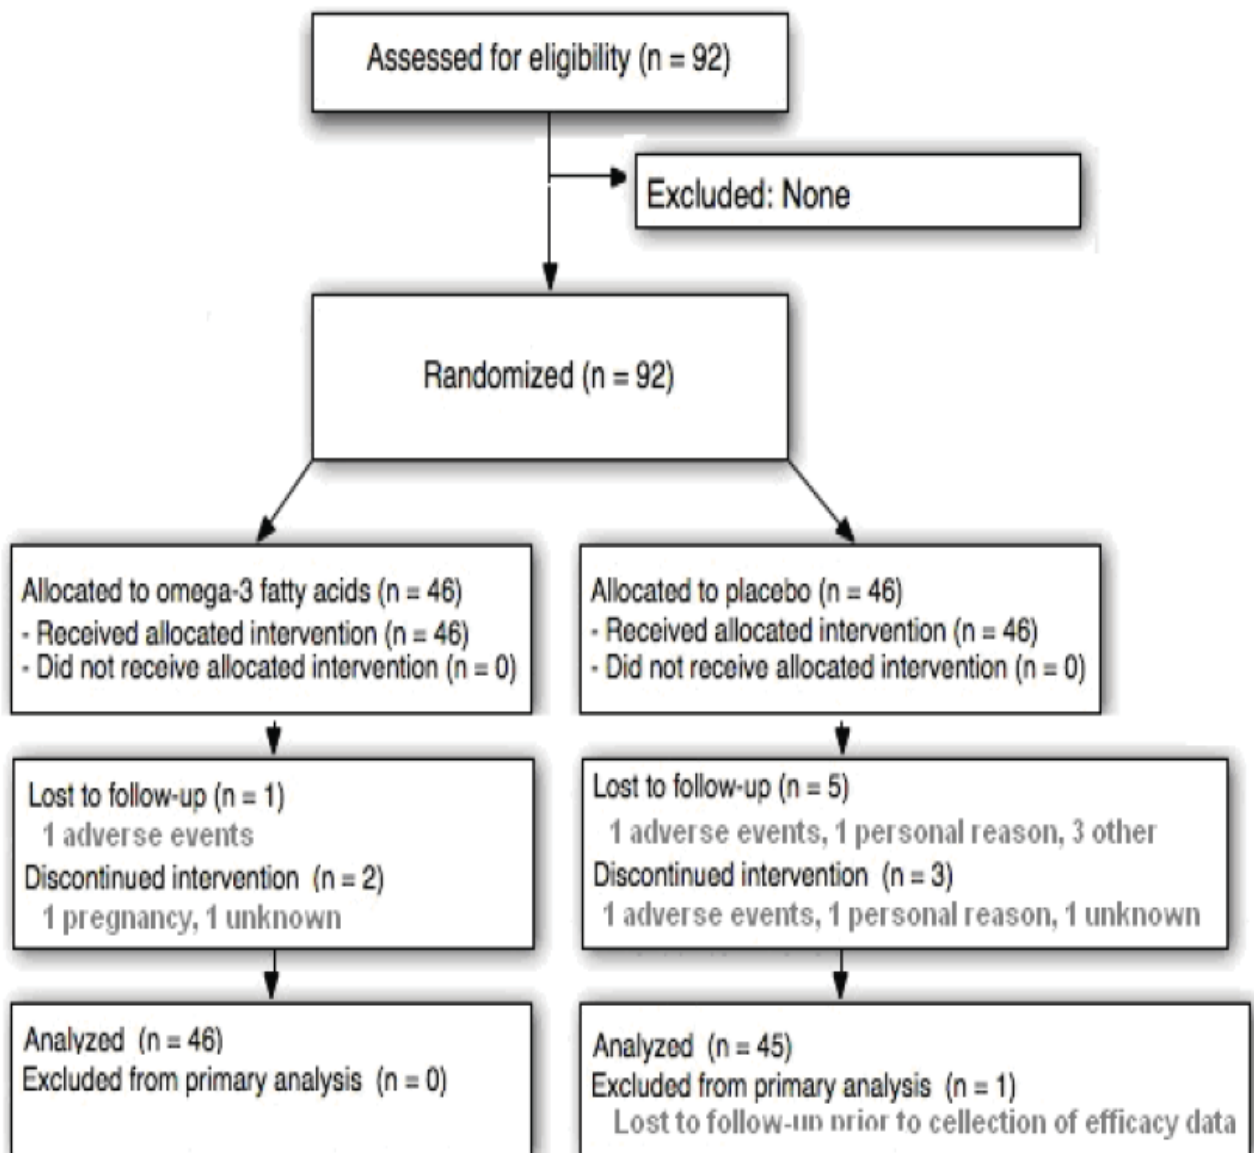 Assessed for eligibility (n = 92)
Excluded: None
Randomized (n = 92)
Allocated to omega-3 fatty acids (n = 46)
- Received allocated intervention (n = 46)
- Did not receive allocated intervention (n = 0)
Allocated to placebo (n = 46)
- Received allocated intervention (n = 46)
- Did not receive allocated intervention (n = 0)
Lost to follow-up (n = 1)
1 adverse events
Discontinued intervention (n = 2)
1 pregnancy, 1 unknown
Lost to follow-up (n = 5)
1 adverse events, 1 personal reason, 3 other
Discontinued intervention (n = 3)
1 adverse events, 1 personal reason, 1 unknown
Analyzed (n = 46)
Excluded from primary analysis (n = 0)
Analyzed (n = 45)
Excluded from primary analysis (n = 1)
Lost to follow-up prior to cellection of efficacy data